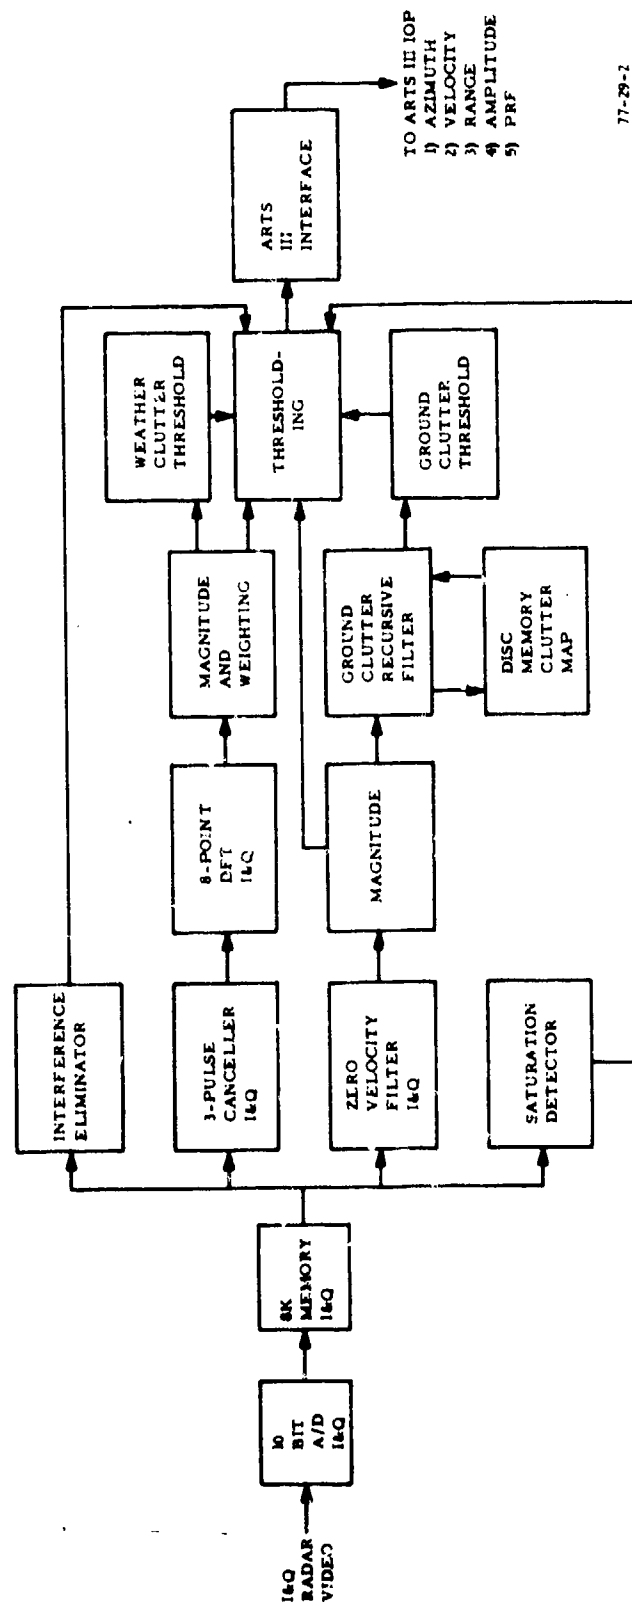 I&Q
RADAR
VIDEO
10
BIT
A/D
I&Q
8K
MEMORY
I&Q
INTERFERENCE
ELIMINATOR
3-PULSE
CANCELLER
I&Q
ZERO
VELOCITY
FILTER
I&Q
SATURATION
DETECTOR
8-POINT
DFT
I&Q
MAGNITUDE
MAGNITUDE
AND
WEIGHTING
GROUND
CLUTTER
RECURSIVE
FILTER
DISC
MEMORY
CLUTTER
MAP
WEATHER
CLUTTER
THRESHOLD
THRESHOLD-
ING
GROUND
CLUTTER
THRESHOLD
ARTS
III
INTERFACE
TO ARTS III IOP
1) AZIMUTH
2) VELOCITY
3) RANGE
4) AMPLITUDE
5) PRF
77-29-2